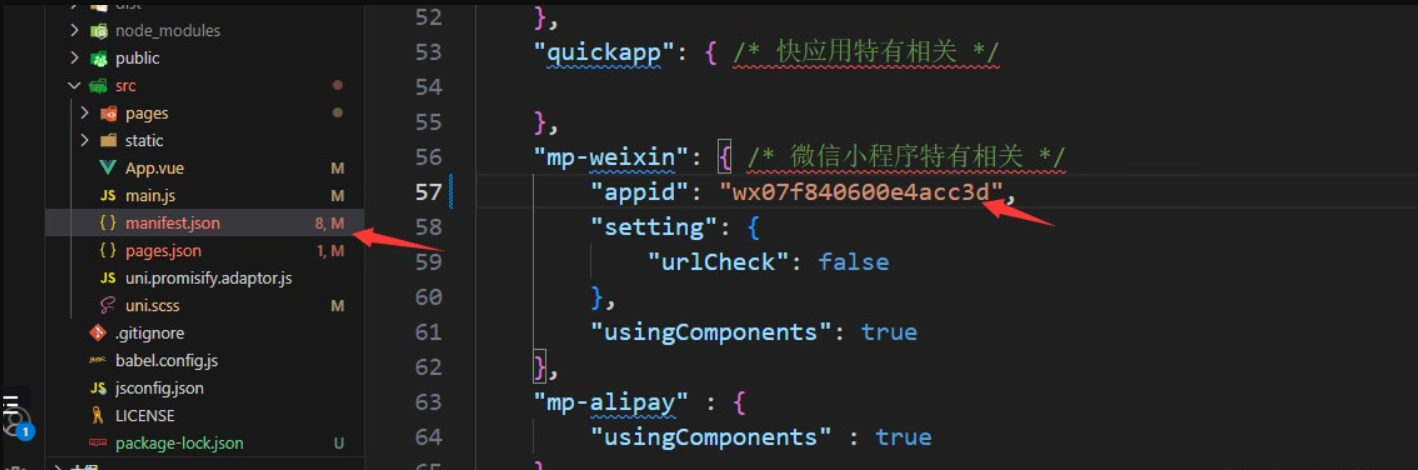 node_modules
public
src
pages
static
App.vue M
main.js M
manifest.json 8, M
pages.json 1, M
uni.promisify.adaptor.js
uni.scss M
.gitignore
babel.config.js
jsconfig.json
LICENSE
package-lock.json U
1
52 },
53 "quickapp": { /* 快应用特有相关 */
54
55 },
56 "mp-weixin": { /* 微信小程序特有相关 */
57 "appid": "wx07f840600e4acc3d",
58 "setting": {
59 "urlCheck": false
60 },
61 "usingComponents": true
62 },
63 "mp-alipay" : {
64 "usingComponents" : true